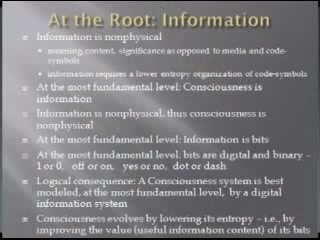 At the Root: Information
Information is nonphysical
meaning, content, significance as opposed to media and code-
symbols
information requires a lower entropy organization of code-symbols
At the most fundamental level: Consciousness is
information
Information is nonphysical, thus consciousness is
nonphysical
At the most fundamental level: Information is bits
At the most fundamental level: bits are digital and binary –
1 or 0, off or on, yes or no, dot or dash
Logical consequence: A Consciousness system is best
modeled, at the most fundamental level, by a digital
information system
Consciousness evolves by lowering its entropy – i.e., by
improving the value (useful information content) of its bits